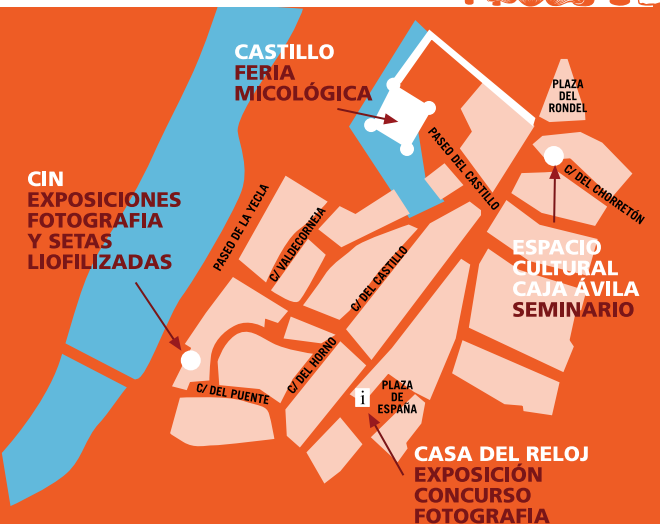 CASTILLO
FERIA
MICOLÓGICA
PLAZA
DEL
RONDEL
PASEO DEL CASTILLO
C/ DEL CHORRETÓN
CIN
EXPOSICIONES
FOTOGRAFIA
Y SETAS
LIOFILIZADAS
PASEO DE LA YECLA
C/ VALDECORNEJA
C/ DEL CASTILLO
ESPACIO
CULTURAL
CAJA ÁVILA
SEMINARIO
C/ DEL PUENTE
C/ DEL HORNO
i
PLAZA
DE
ESPAÑA
CASA DEL RELOJ
EXPOSICIÓN
CONCURSO
FOTOGRAFIA